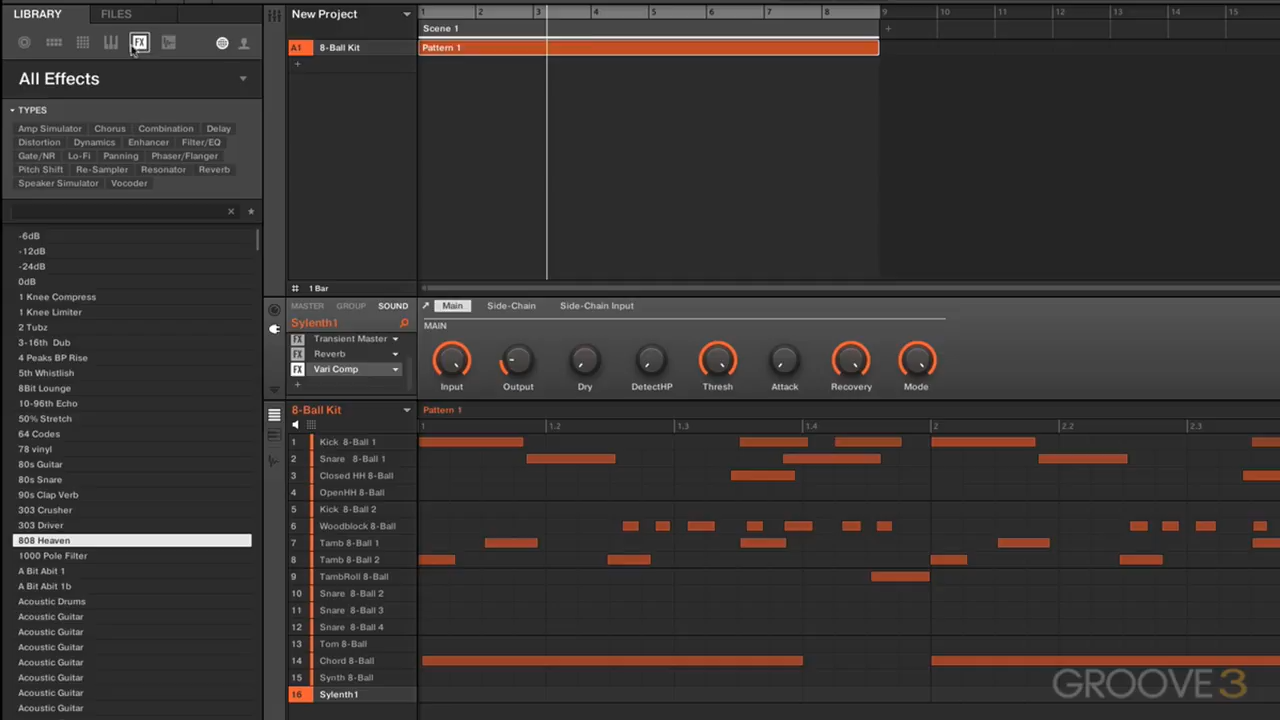 LIBRARY FILES
New Project
1 2 3 4 5 6 7 8 9 10 11 12 13 14 15
Scene 1 +
A1 8-Ball Kit
Pattern 1
+
FX
All Effects
TYPES
Amp Simulator Chorus Combination Delay
Distortion Dynamics Enhancer Filter/EQ
Gate/NR Lo-Fi Panning Phaser/Flanger
Pitch Shift Re-Sampler Resonator Reverb
Speaker Simulator Vocoder
-6dB
-12dB
-24dB
0dB
1 Knee Compress
1 Knee Limiter
2 Tubz
3-16th Dub
4 Peaks BP Rise
5th Whistlish
8Bit Lounge
10-96th Echo
50% Stretch
64 Codes
78 vinyl
80s Guitar
80s Snare
90s Clap Verb
303 Crusher
303 Driver
808 Heaven
1000 Pole Filter
A Bit Abit 1
A Bit Abit 1b
Acoustic Drums
Acoustic Guitar
Acoustic Guitar
Acoustic Guitar
Acoustic Guitar
Acoustic Guitar
Acoustic Guitar
Acoustic Guitar
1 Bar
MASTER GROUP SOUND
Sylenth1
FX Transient Master
FX Reverb
FX Vari Comp
+
Main Side-Chain Side-Chain Input
MAIN
Input Output Dry DetectHP Thresh Attack Recovery Mode
8-Ball Kit
Pattern 1
1 1.2 1.3 1.4 2 2.2 2.3
1 Kick 8-Ball 1
2 Snare 8-Ball 1
3 Closed HH 8-Ball
4 OpenHH 8-Ball
5 Kick 8-Ball 2
6 Woodblock 8-Ball
7 Tamb 8-Ball 1
8 Tamb 8-Ball 2
9 TambRoll 8-Ball
10 Snare 8-Ball 2
11 Snare 8-Ball 3
12 Snare 8-Ball 4
13 Tom 8-Ball
14 Chord 8-Ball
15 Synth 8-Ball
16 Sylenth1
GROOVE3